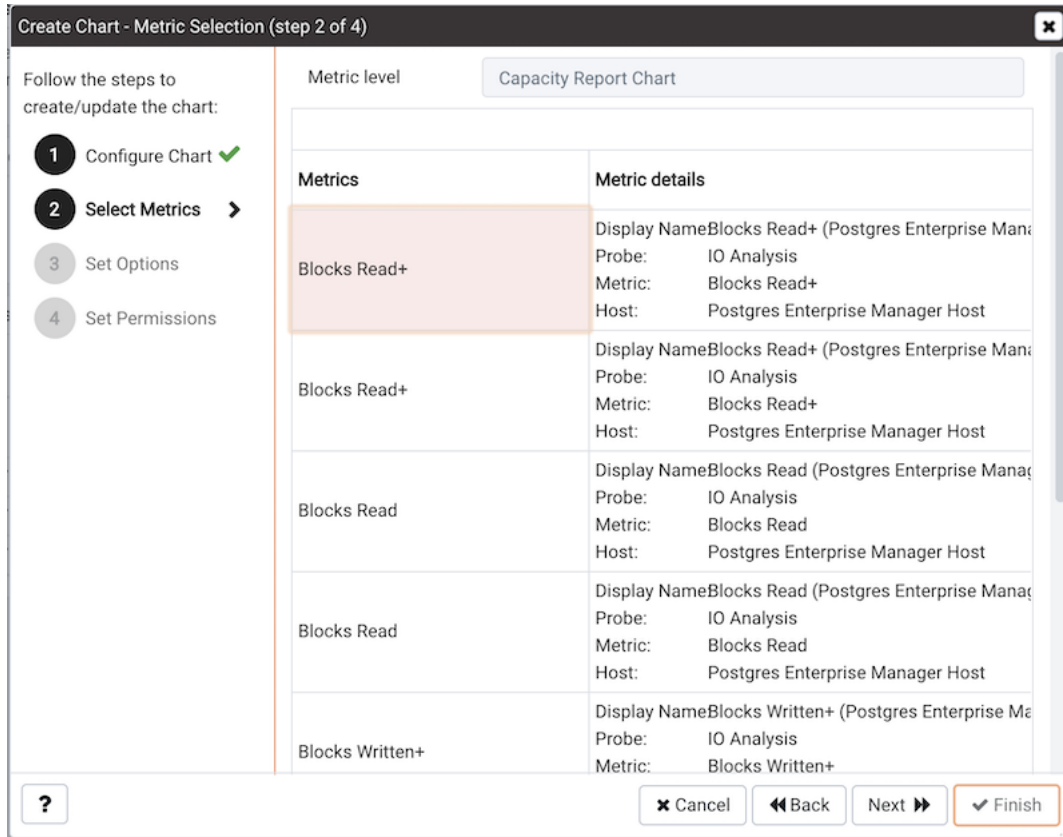 Create Chart - Metric Selection (step 2 of 4)
Follow the steps to
create/update the chart:
1 Configure Chart
2 Select Metrics
3 Set Options
4 Set Permissions
Metric level Capacity Report Chart
Metrics Metric details
Blocks Read+
Display Name: Blocks Read+ (Postgres Enterprise
Probe: IO Analysis
Metric: Blocks Read+
Host: Postgres Enterprise Manager Host
Blocks Read+
Display Name: Blocks Read+ (Postgres Enterprise
Probe: IO Analysis
Metric: Blocks Read+
Host: Postgres Enterprise Manager Host
Blocks Read
Display Name: Blocks Read (Postgres Enterprise
Probe: IO Analysis
Metric: Blocks Read
Host: Postgres Enterprise Manager Host
Blocks Read
Display Name: Blocks Read (Postgres Enterprise
Probe: IO Analysis
Metric: Blocks Read
Host: Postgres Enterprise Manager Host
Blocks Written+
Display Name: Blocks Written+ (Postgres Enterprise
Probe: IO Analysis
Metric: Blocks Written+
? Cancel Back Next Finish